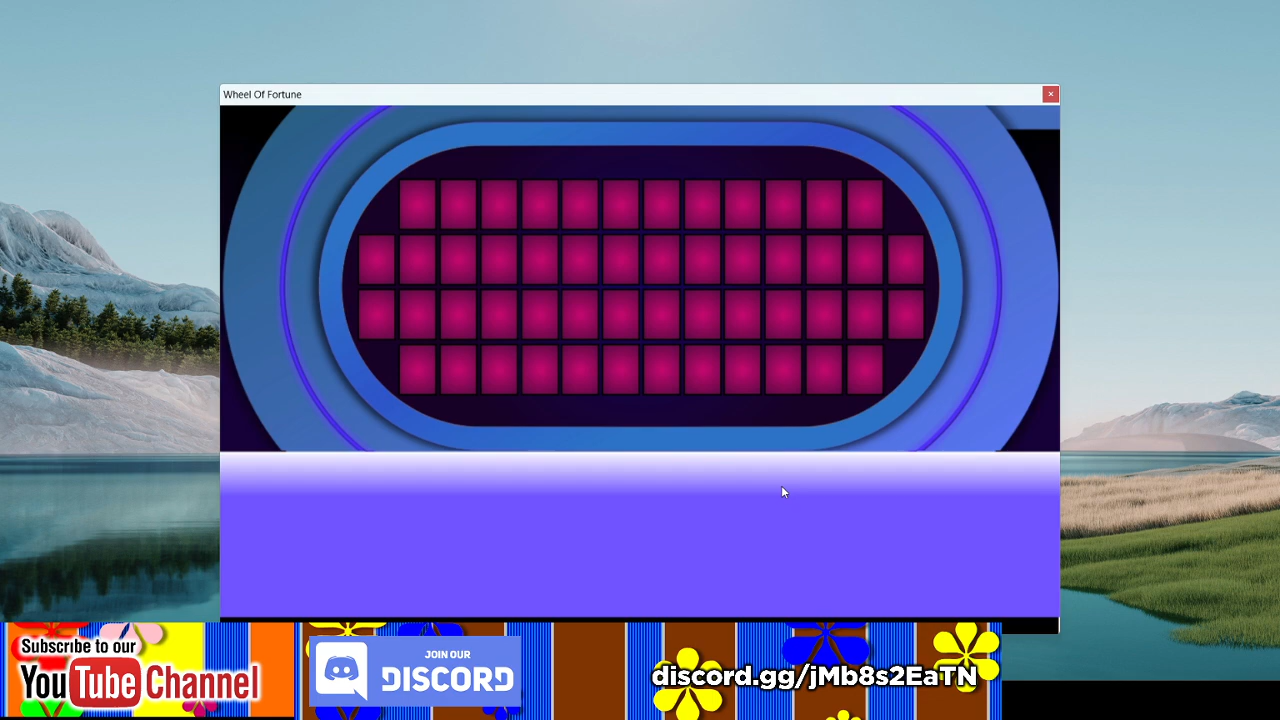 Wheel Of Fortune
Subscribe to our
YouTube Channel
JOIN OUR
DISCORD
discord.gg/jMb8s2EaTN